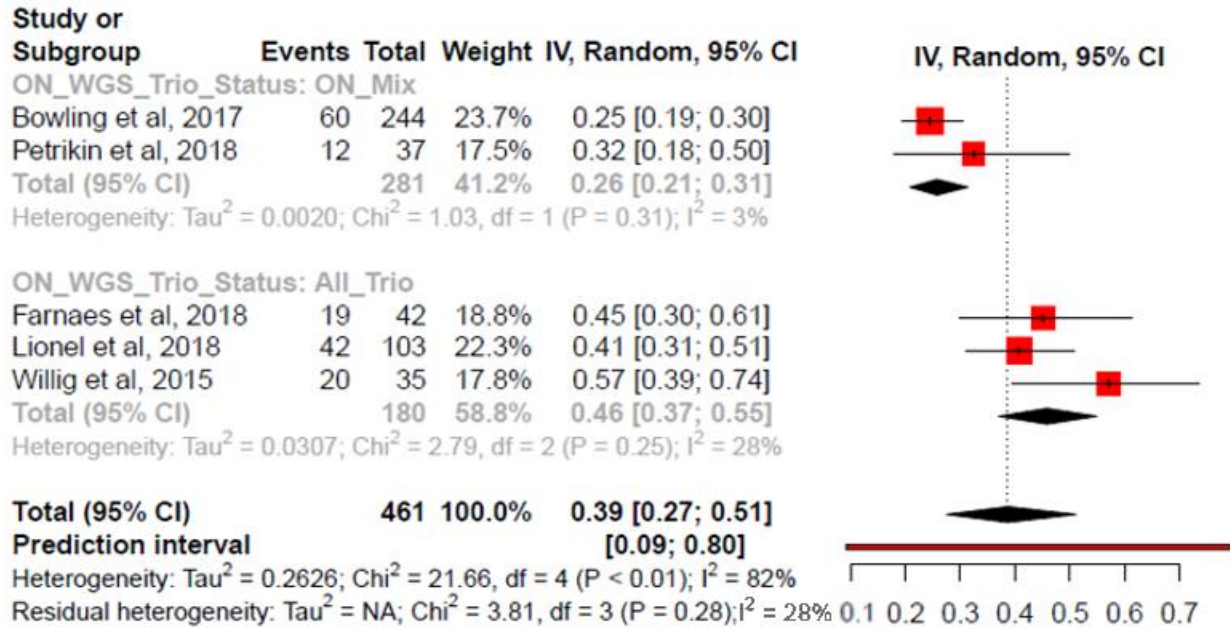 Study or
Subgroup Events Total Weight IV, Random, 95% CI IV, Random, 95% CI
ON_WGS_Trio_Status: ON_Mix
Bowling et al, 2017 60 244 23.7% 0.25 [0.19; 0.30]
Petrikin et al, 2018 12 37 17.5% 0.32 [0.18; 0.50]
Total (95% CI) 281 41.2% 0.26 [0.21; 0.31]
Heterogeneity: Tau² = 0.0020; Chi² = 1.03, df = 1 (P = 0.31); I² = 3%
ON_WGS_Trio_Status: All_Trio
Farnaes et al, 2018 19 42 18.8% 0.45 [0.30; 0.61]
Lionel et al, 2018 42 103 22.3% 0.41 [0.31; 0.51]
Willig et al, 2015 20 35 17.8% 0.57 [0.39; 0.74]
Total (95% CI) 180 58.8% 0.46 [0.37; 0.55]
Heterogeneity: Tau² = 0.0307; Chi² = 2.79, df = 2 (P = 0.25); I² = 28%
Total (95% CI) 461 100.0% 0.39 [0.27; 0.51]
Prediction interval [0.09; 0.80]
Heterogeneity: Tau² = 0.2626; Chi² = 21.66, df = 4 (P < 0.01); I² = 82%
Residual heterogeneity: Tau² = NA; Chi² = 3.81, df = 3 (P = 0.28); I² = 28% 0.1 0.2 0.3 0.4 0.5 0.6 0.7